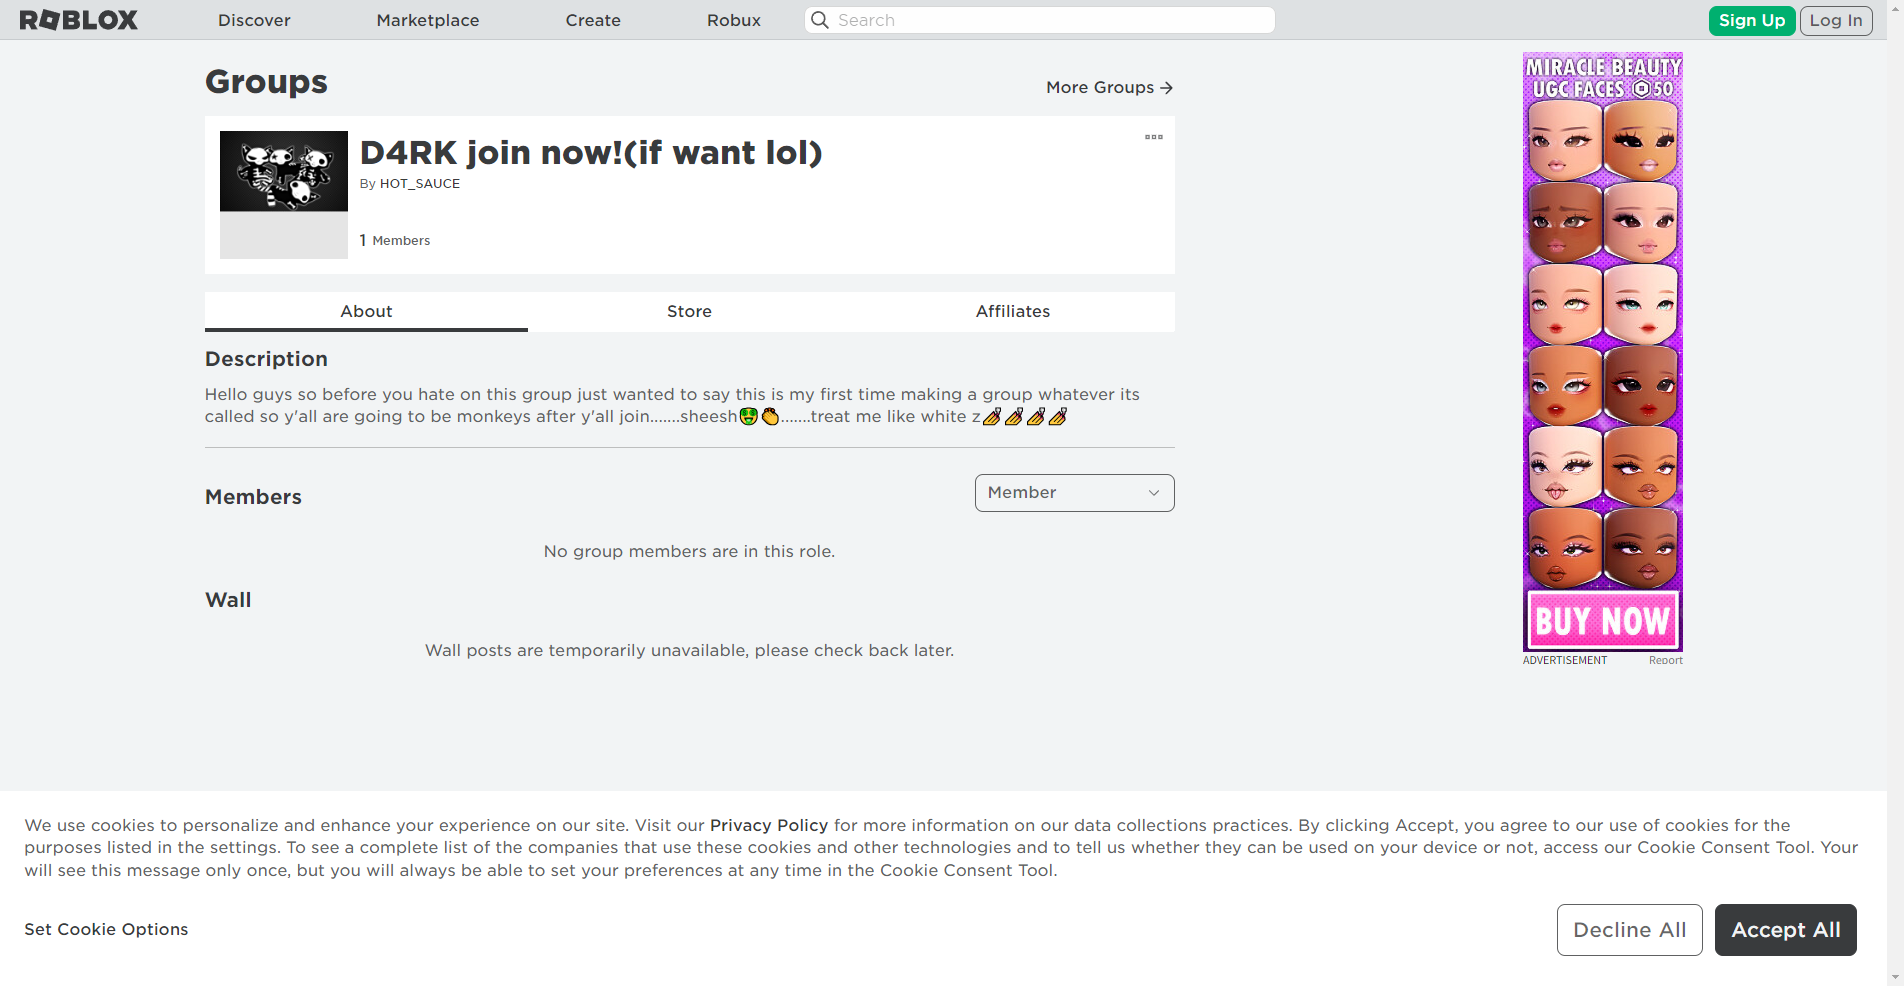 ROBLOX Discover Marketplace Create Robux Search Sign Up Log In
Groups
More Groups →
D4RK join now!(if want lol)
By HOT_SAUCE
1 Members
About Store Affiliates
Description
Hello guys so before you hate on this group just wanted to say this is my first time making a group whatever its
called so y'all are going to be monkeys after y'all join.......sheesh🤑👏.......treat me like white z💅💅💅💅
Members
Member
No group members are in this role.
Wall
Wall posts are temporarily unavailable, please check back later.
MIRACLE BEAUTY
UGC FACES 50
BUY NOW
ADVERTISEMENT Report
We use cookies to personalize and enhance your experience on our site. Visit our Privacy Policy for more information on our data collections practices. By clicking Accept, you agree to our use of cookies for the
purposes listed in the settings. To see a complete list of the companies that use these cookies and other technologies and to tell us whether they can be used on your device or not, access our Cookie Consent Tool. Your
will see this message only once, but you will always be able to set your preferences at any time in the Cookie Consent Tool.
Set Cookie Options
Decline All
Accept All